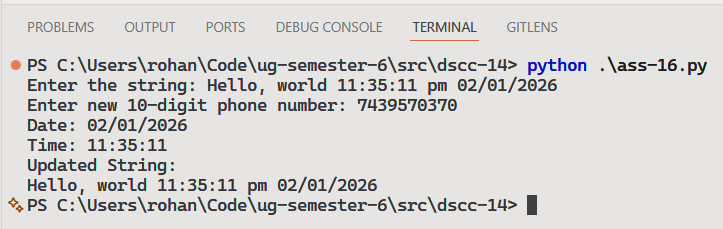 PROBLEMS OUTPUT PORTS DEBUG CONSOLE TERMINAL GITLENS
PS C:\Users\rohan\Code\ug-semester-6\src\dscc-14> python .\ass-16.py
Enter the string: Hello, world 11:35:11 pm 02/01/2026
Enter new 10-digit phone number: 7439570370
Date: 02/01/2026
Time: 11:35:11
Updated String:
Hello, world 11:35:11 pm 02/01/2026
PS C:\Users\rohan\Code\ug-semester-6\src\dscc-14>